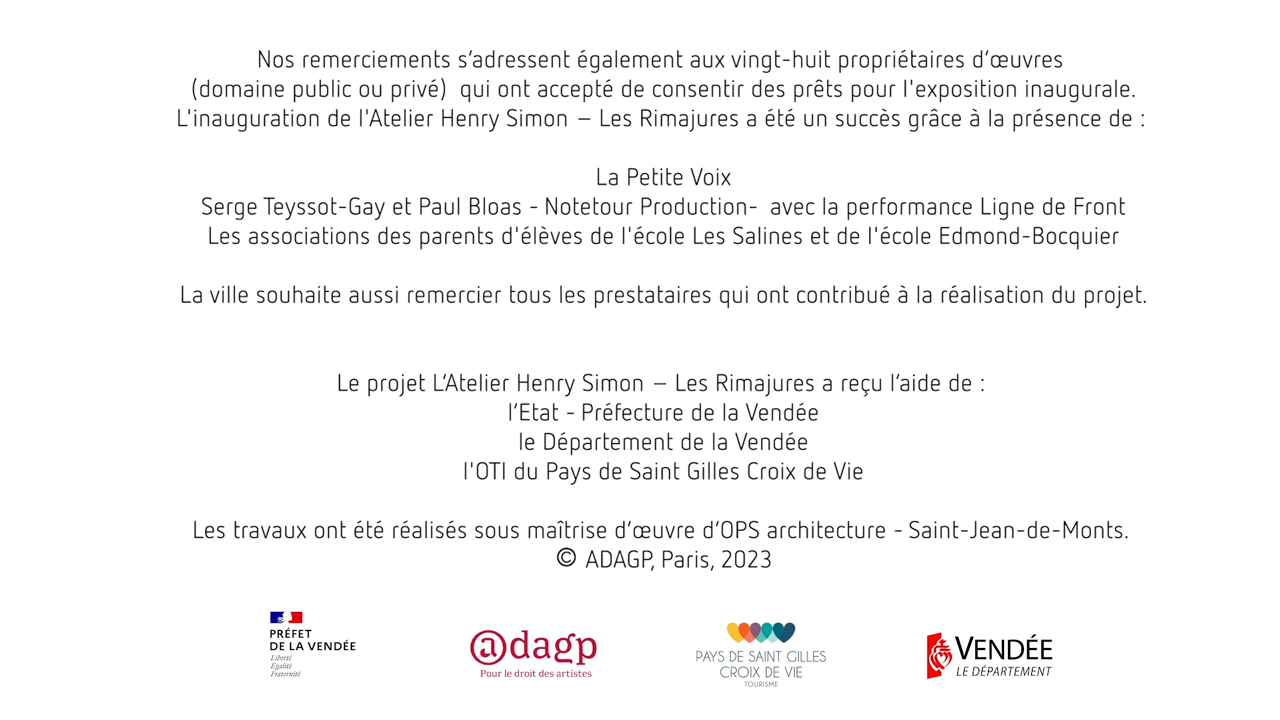 Nos remerciements s’adressent également aux vingt-huit propriétaires d’œuvres
(domaine public ou privé)  qui ont accepté de consentir des prêts pour l'exposition inaugurale.
L'inauguration de l'Atelier Henry Simon – Les Rimajures a été un succès grâce à la présence de :
La Petite Voix
Serge Teyssot-Gay et Paul Bloas - Notetour Production-  avec la performance Ligne de Front
Les associations des parents d'élèves de l'école Les Salines et de l'école Edmond-Bocquier
La ville souhaite aussi remercier tous les prestataires qui ont contribué à la réalisation du projet.
Le projet L’Atelier Henry Simon – Les Rimajures a reçu l’aide de :
l’Etat - Préfecture de la Vendée
le Département de la Vendée
l'OTI du Pays de Saint Gilles Croix de Vie
Les travaux ont été réalisés sous maîtrise d’œuvre d’OPS architecture - Saint-Jean-de-Monts.
© ADAGP, Paris, 2023
PRÉFET
DE LA VENDÉE
Liberté
Égalité
Fraternité
@dagp
Pour le droit des artistes
PAYS DE SAINT GILLES
CROIX DE VIE
TOURISME
VENDÉE
LE DÉPARTEMENT